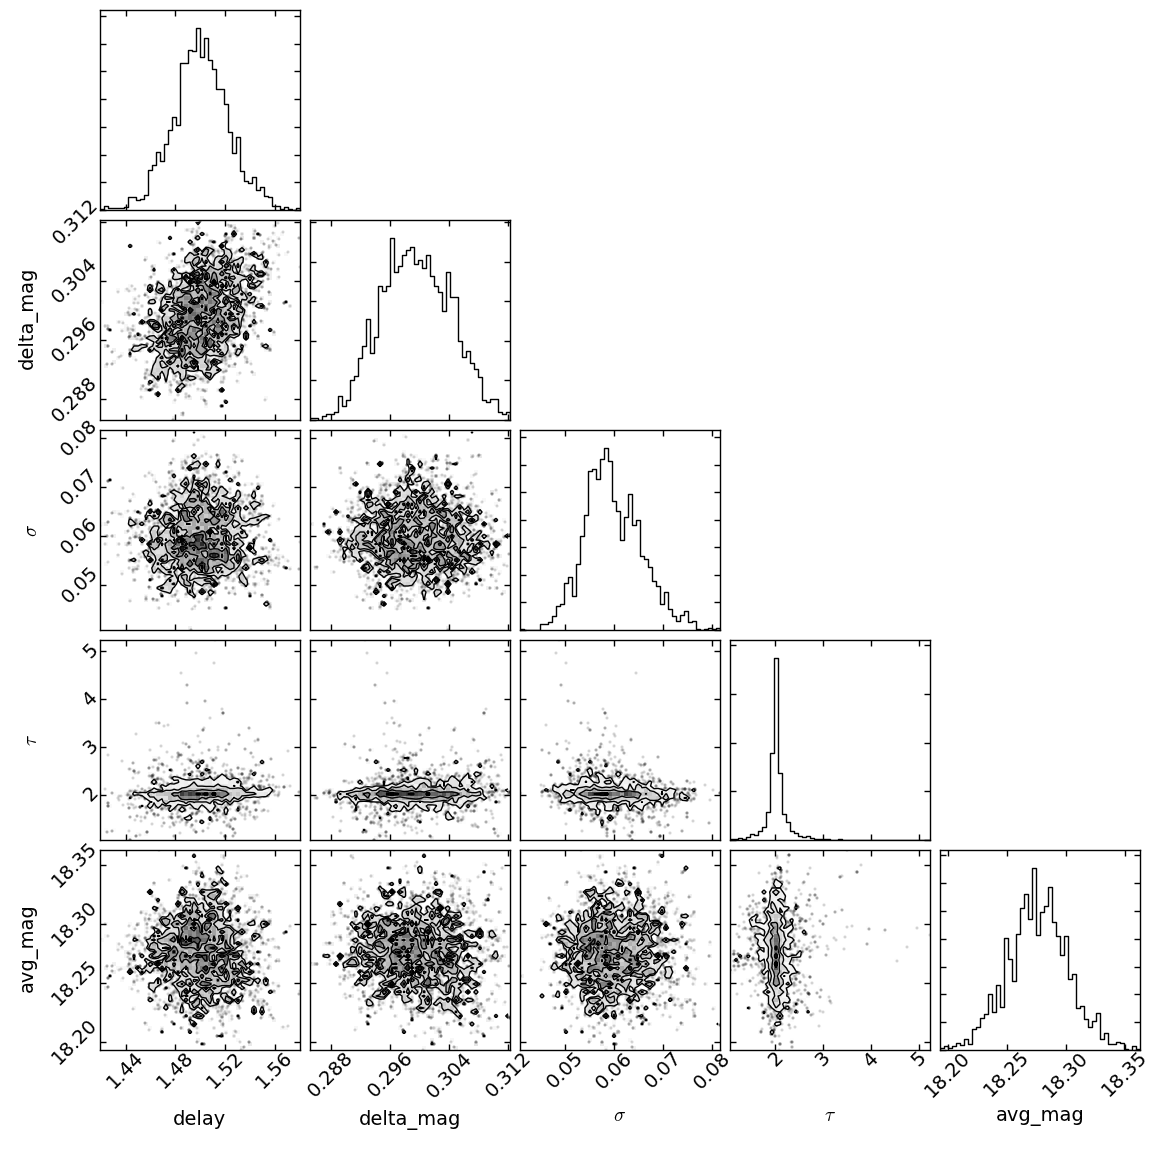 0.312
0.304
0.296
0.288
delta_mag
0.08
0.07
0.06
0.05
σ
5
4
3
2
τ
18.35
18.30
18.25
18.20
avg_mag
1.44 1.48 1.52 1.56
0.288 0.296 0.304 0.312
0.05 0.06 0.07 0.08
2 3 4 5
18.20 18.25 18.30 18.35
delay delta_mag σ τ avg_mag